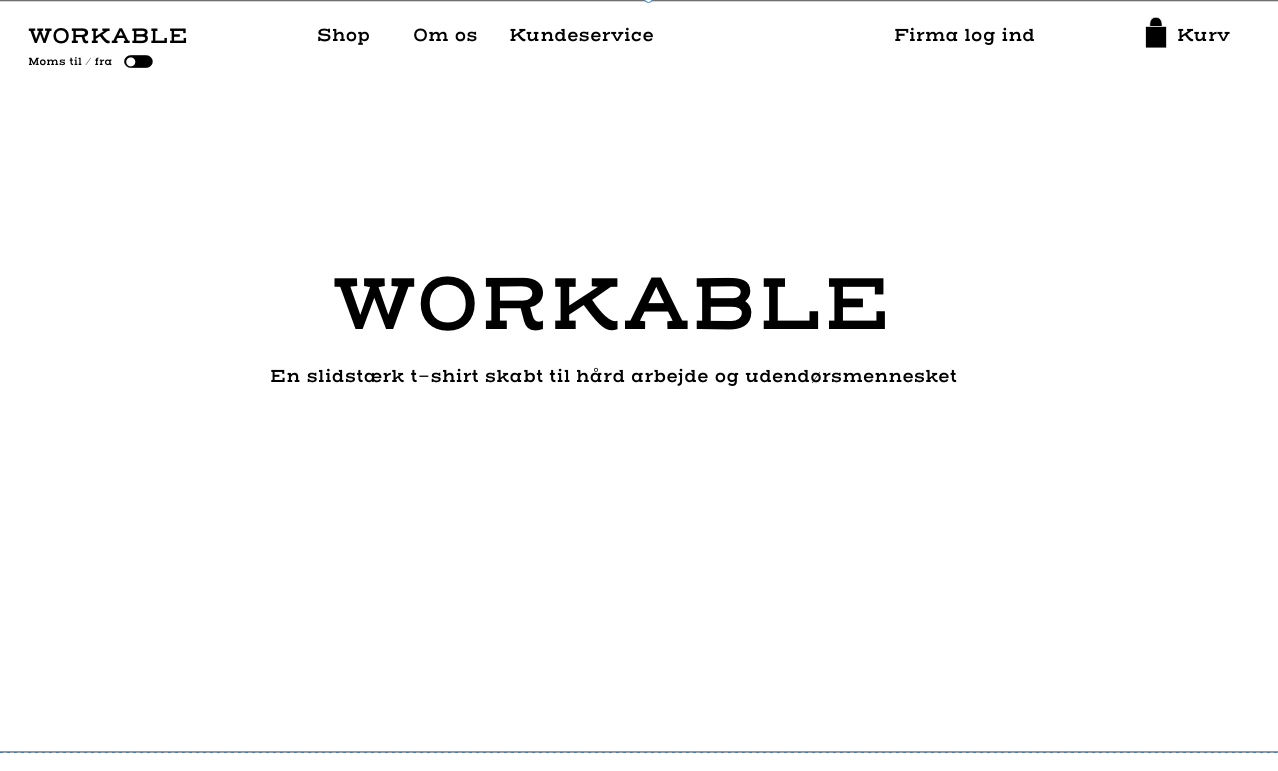 WORKABLE
Moms til / fra
Shop
Om os
Kundeservice
Firma log ind
Kurv
WORKABLE
En slidstærk t-shirt skabt til hård arbejde og udendørsmennesket